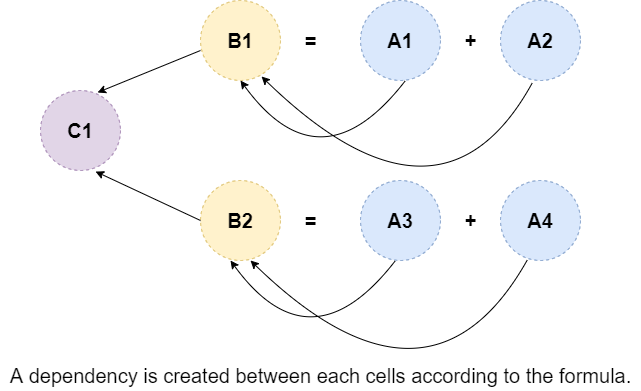 B1 = A1 + A2
C1
B2 = A3 + A4
A dependency is created between each cells according to the formula.